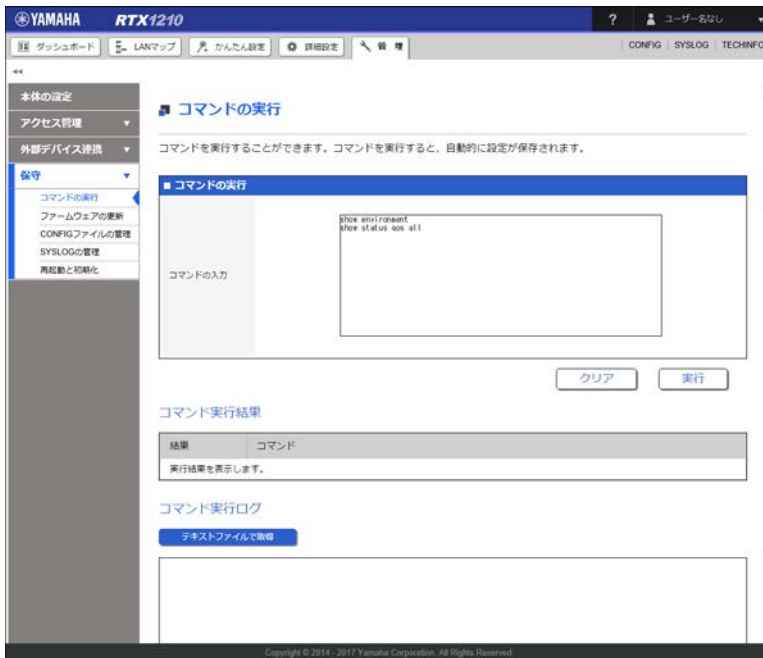 YAMAHA RTX1210 ? ユーザー名なし
ダッシュボード LANマップ かんたん設定 詳細設定 管理 CONFIG SYSLOG TECHINFO
本体の設定
アクセス管理
外部デバイス連携
保守
コマンドの実行
ファームウェアの更新
CONFIGファイルの管理
SYSLOGの管理
再起動と初期化
コマンドの実行
コマンドを実行することができます。コマンドを実行すると、自動的に設定が保存されます。
■ コマンドの実行
コマンドの入力
show environment
show status qos all
クリア 実行
コマンド実行結果
結果 コマンド
実行結果を表示します。
コマンド実行ログ
テキストファイルで取得
Copyright © 2014 - 2017 Yamaha Corporation. All Rights Reserved.